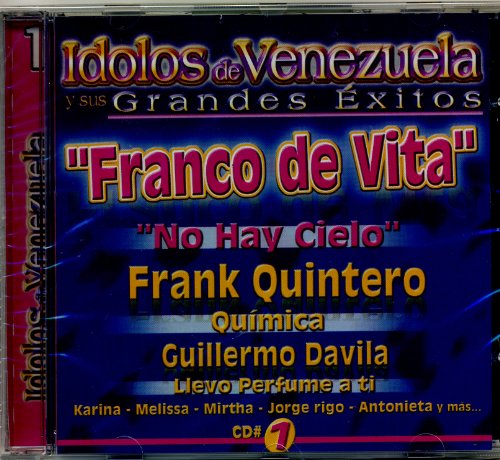 1
Idolos de Venezuela
Idolos de Venezuela
y sus Grandes Éxitos
"Franco de Vita"
"No Hay Cielo"
Frank Quintero
Química
Guillermo Davila
Llevo Perfume a ti
Karina - Melissa - Mirtha - Jorge rigo - Antonieta y más...
CD# 1